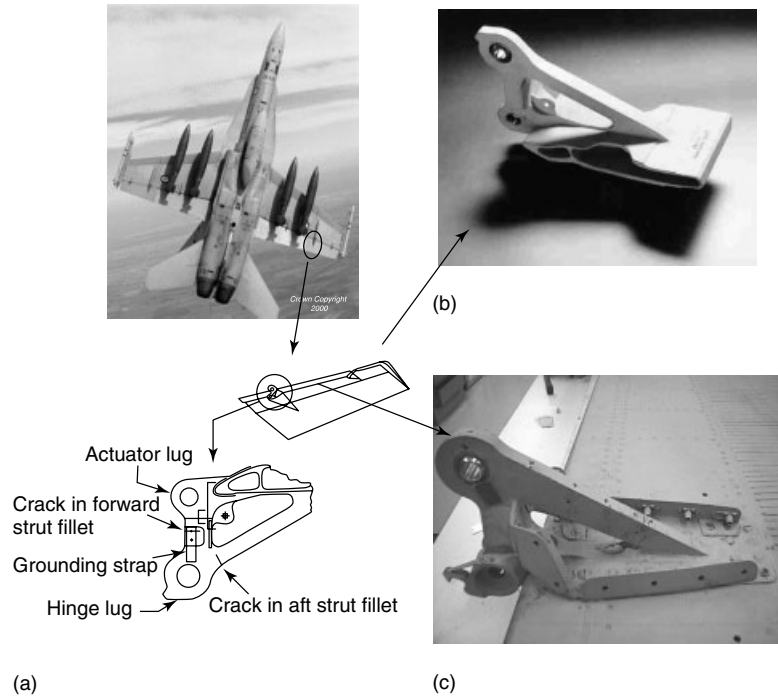 Crown Copyright
2000
(b)
Actuator lug
Crack in forward
strut fillet
Grounding strap
Hinge lug
Crack in aft strut fillet
(a)
(c)